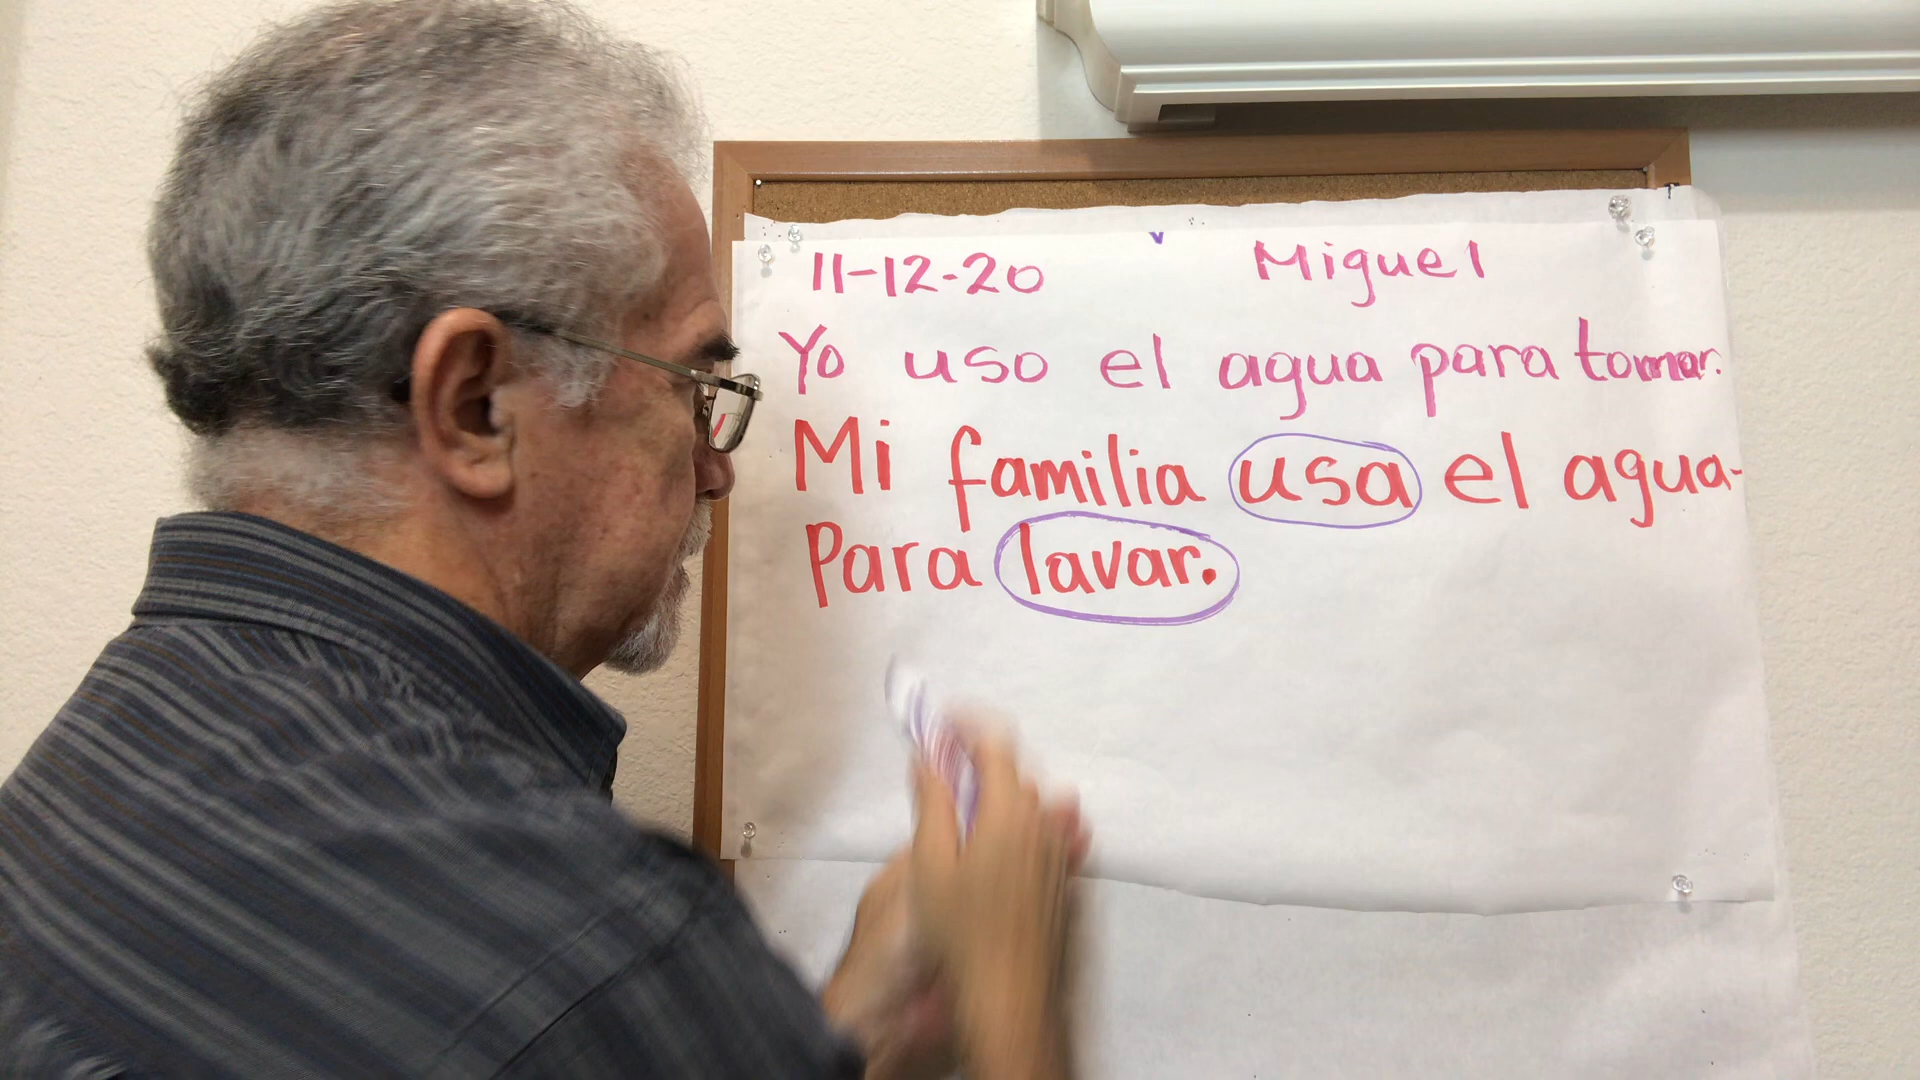 11-12-20 Miguel
Yo uso el agua para tomar.
Mi familia usa el agua-
Para lavar.